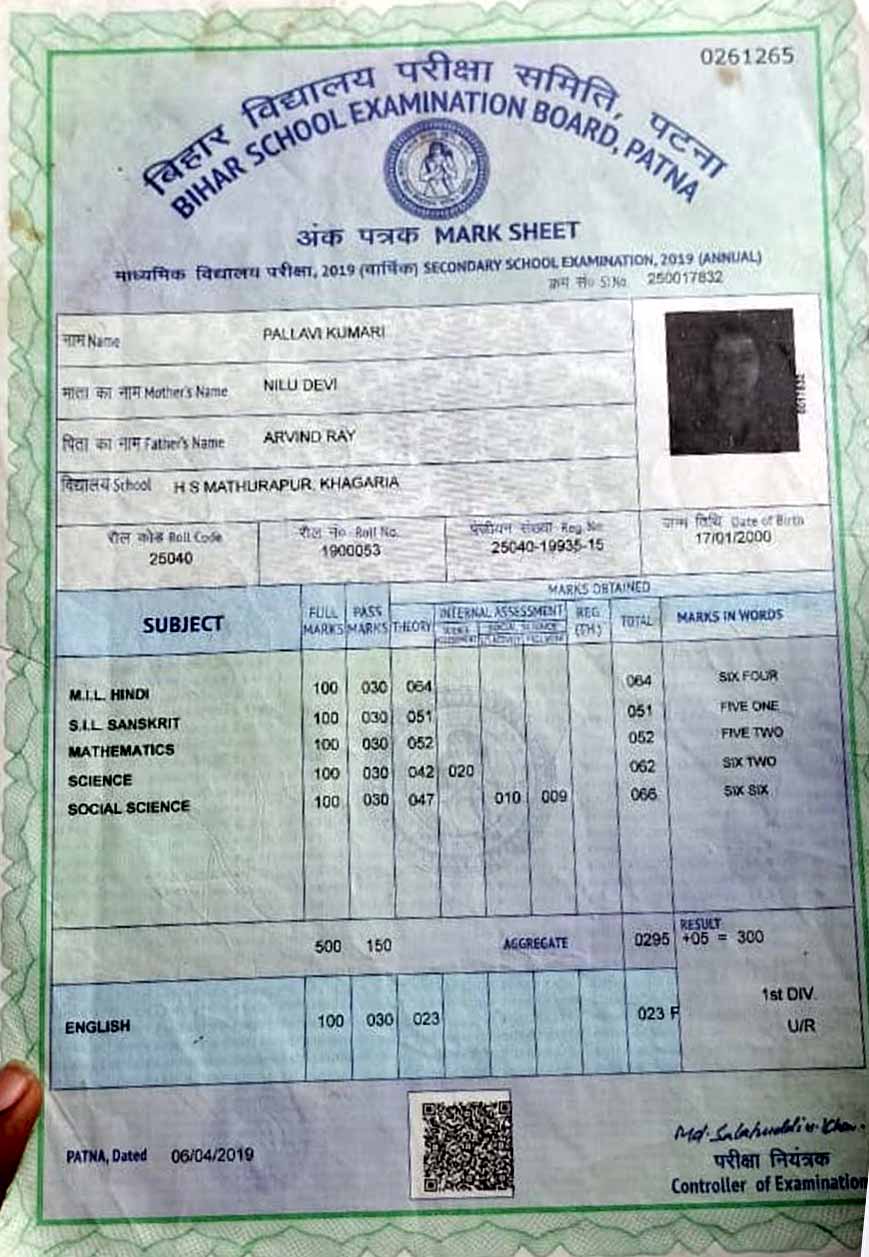 0261265
बिहार विद्यालय परीक्षा समिति, पटना
BIHAR SCHOOL EXAMINATION BOARD, PATNA
अंक पत्रक MARK SHEET
माध्यमिक विद्यालय परीक्षा, 2019 (वार्षिक) SECONDARY SCHOOL EXAMINATION, 2019 (ANNUAL)
क्रम सं० Sl.No. 250017832
नाम Name PALLAVI KUMARI
माता का नाम Mother's Name NILU DEVI
पिता का नाम Father's Name ARVIND RAY
विद्यालय School H S MATHURAPUR, KHAGARIA
रौल कोड Roll Code रौल नं० Roll No. पंजीयन संख्या Reg. No. जन्म तिथि Date of Birth
25040 1900053 25040-19935-15 17/01/2000
MARKS OBTAINED
SUBJECT FULL MARKS PASS MARKS THEORY INTERNAL ASSESSMENT REG. (TH.) TOTAL MARKS IN WORDS
M.I.L. HINDI 100 030 064 064 SIX FOUR
S.I.L. SANSKRIT 100 030 051 051 FIVE ONE
MATHEMATICS 100 030 052 052 FIVE TWO
SCIENCE 100 030 042 020 062 SIX TWO
SOCIAL SCIENCE 100 030 047 010 009 066 SIX SIX
500 150 AGGREGATE 0295 RESULT +05 = 300
1st DIV.
ENGLISH 100 030 023 023 F U/R
PATNA, Dated 06/04/2019
Md. Salahuddin Khan
परीक्षा नियंत्रक
Controller of Examination